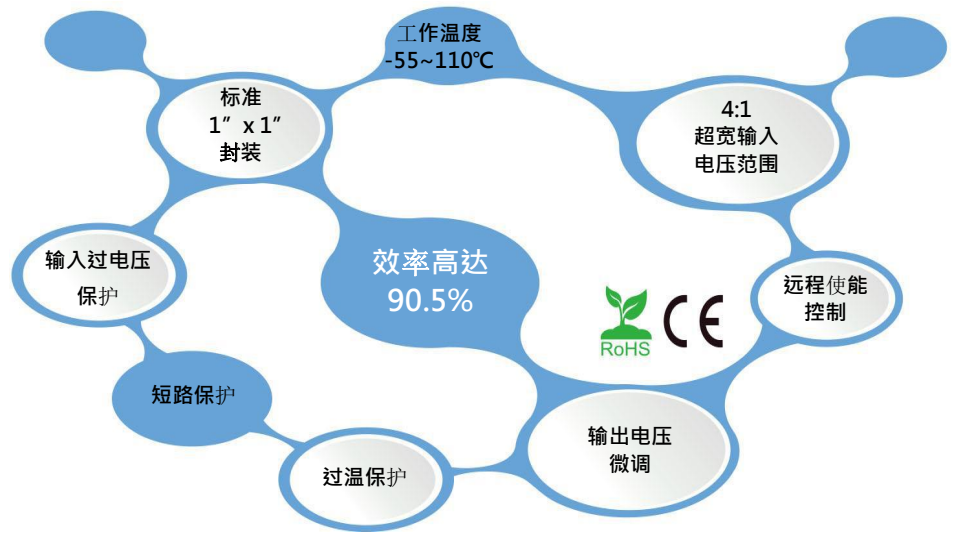 工作温度
-55~110℃
标准
1” x 1”
封装
4:1
超宽输入
电压范围
输入过电压
保护
效率高达
90.5%
远程使能
控制
RoHS
CE
短路保护
输出电压
微调
过温保护